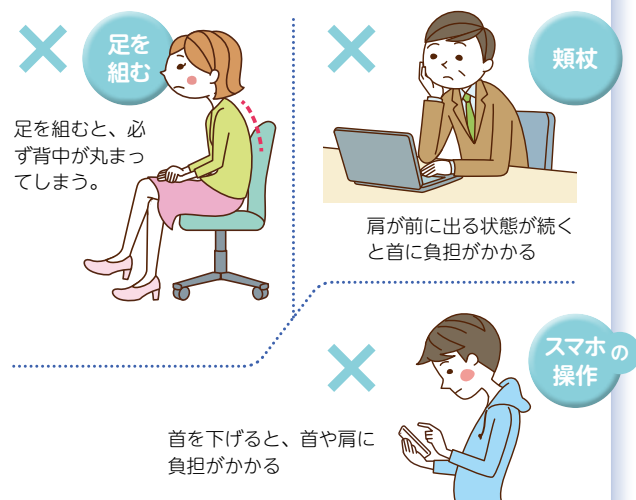 足を
組む
足を組むと、必
ず背中が丸まっ
てしまう。
頬杖
肩が前に出る状態が続く
と首に負担がかかる
スマホの
操作
首を下げると、首や肩に
負担がかかる